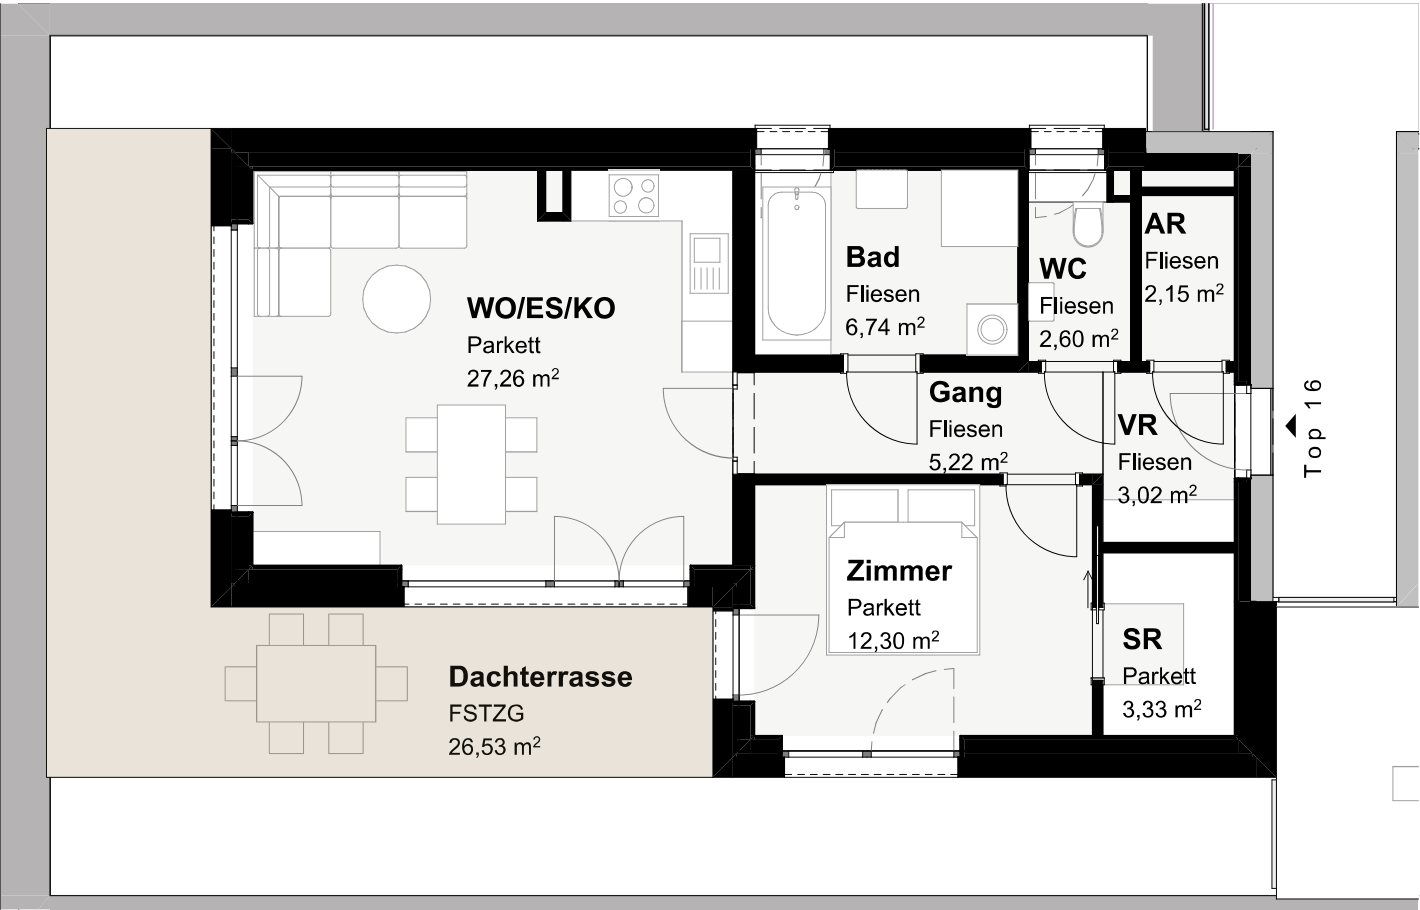 WO/ES/KO
Parkett
27,26 m²
Bad
Fliesen
6,74 m²
WC
Fliesen
2,60 m²
AR
Fliesen
2,15 m²
Gang
Fliesen
5,22 m²
VR
Fliesen
3,02 m²
Top 16
Zimmer
Parkett
12,30 m²
SR
Parkett
3,33 m²
Dachterrasse
FSTZG
26,53 m²